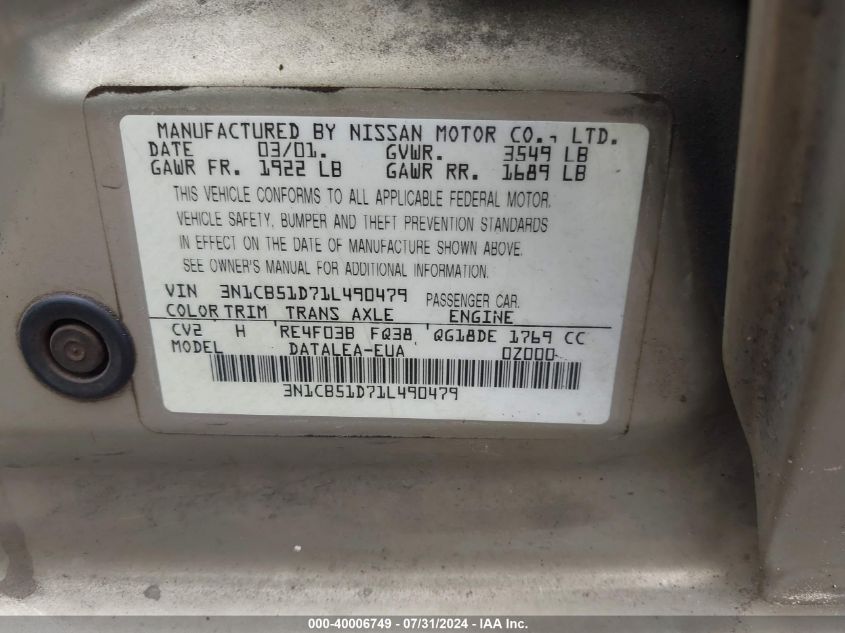 MANUFACTURED BY NISSAN MOTOR CO., LTD.
DATE 03/01. GVWR. 3549 LB
GAWR FR. 1922 LB GAWR RR. 1689 LB
THIS VEHICLE CONFORMS TO ALL APPLICABLE FEDERAL MOTOR.
VEHICLE SAFETY, BUMPER AND THEFT PREVENTION STANDARDS
IN EFFECT ON THE DATE OF MANUFACTURE SHOWN ABOVE.
SEE OWNER'S MANUAL FOR ADDITIONAL INFORMATION.
VIN 3N1CB51D71L490479 PASSENGER CAR.
COLOR TRIM TRANS AXLE ENGINE
CV2 H RE4F03B FQ38 QG18DE 1769 CC
MODEL DATALEA-EUA 0Z000-
3N1CB51D71L490479
000-40006749 / 07/31/2024 - IAA Inc.